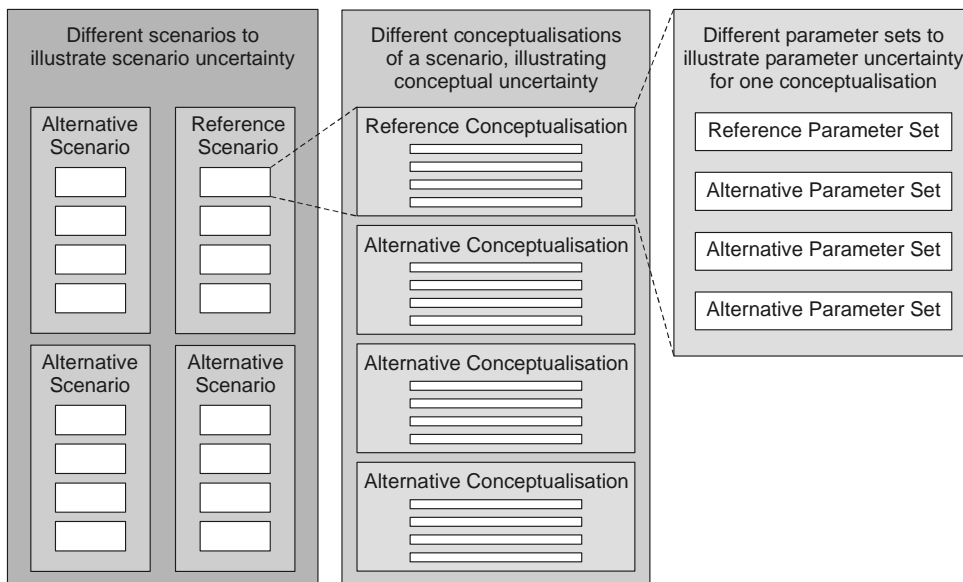 Different scenarios to
illustrate scenario uncertainty
Alternative
Scenario
Reference
Scenario
Alternative
Scenario
Alternative
Scenario
Different conceptualisations
of a scenario, illustrating
conceptual uncertainty
Reference Conceptualisation
Alternative Conceptualisation
Alternative Conceptualisation
Alternative Conceptualisation
Different parameter sets to
illustrate parameter uncertainty
for one conceptualisation
Reference Parameter Set
Alternative Parameter Set
Alternative Parameter Set
Alternative Parameter Set